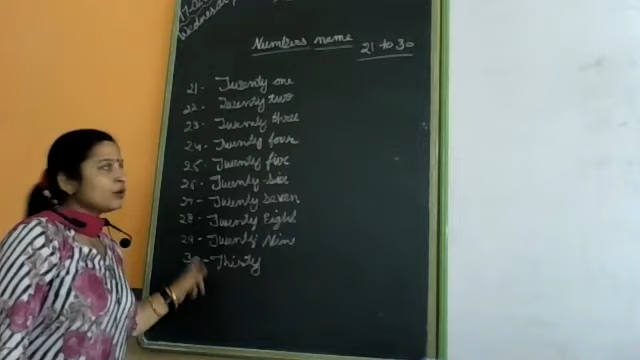 Wednesday
Numbers name 21 to 30
21- Twenty one
22- Twenty two
23- Twenty three
24- Twenty four
25- Twenty five
26- Twenty six
27- Twenty Seven
28- Twenty Eight
29- Twenty Nine
30- Thirty